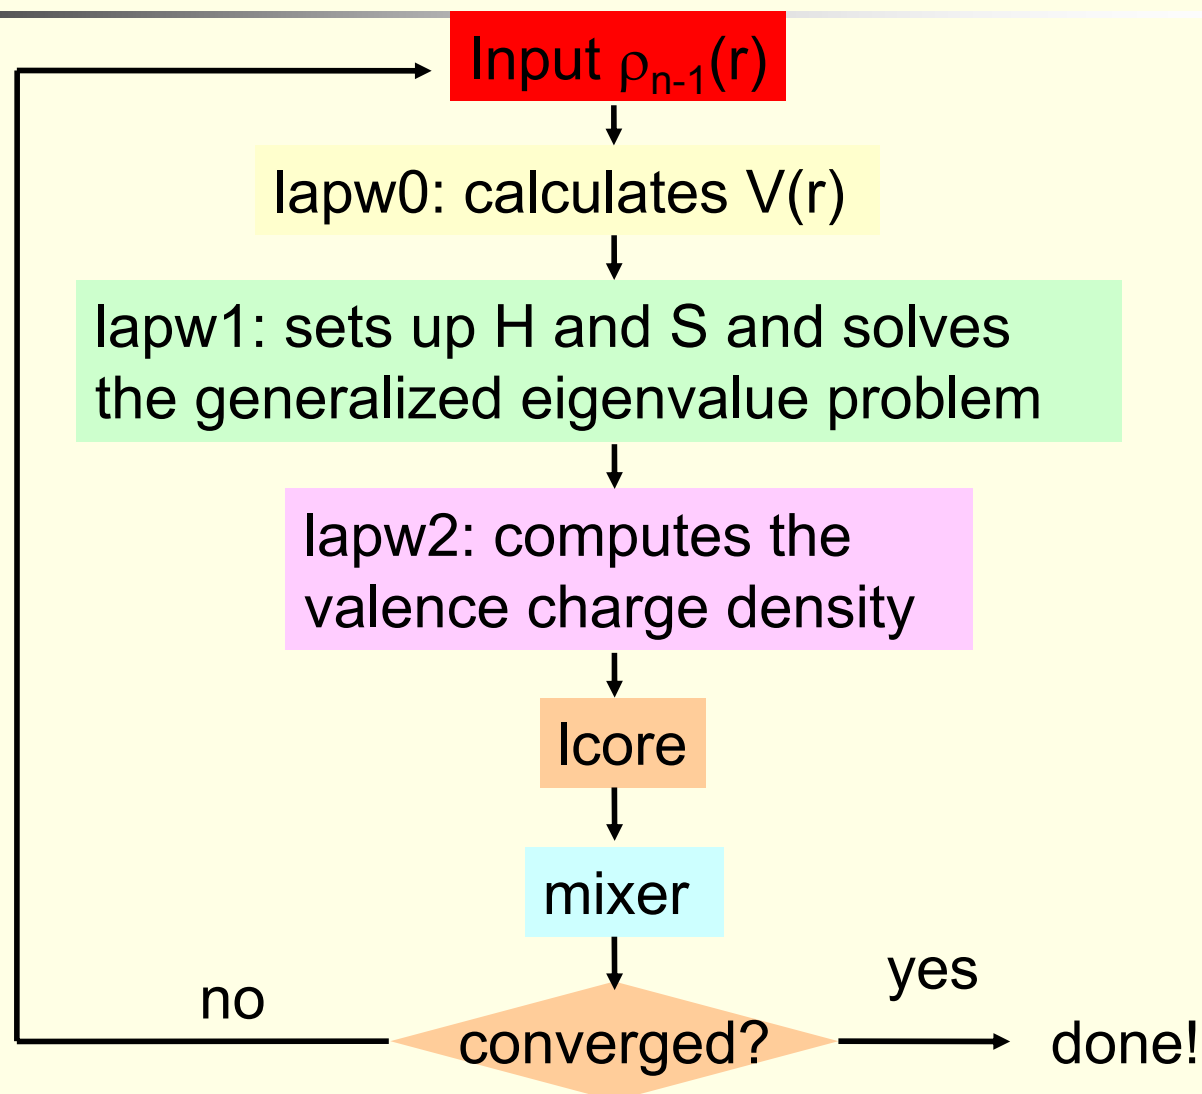 Input ρn-1(r)
lapw0: calculates V(r)
lapw1: sets up H and S and solves
the generalized eigenvalue problem
lapw2: computes the
valence charge density
lcore
mixer
no
yes
converged?
done!